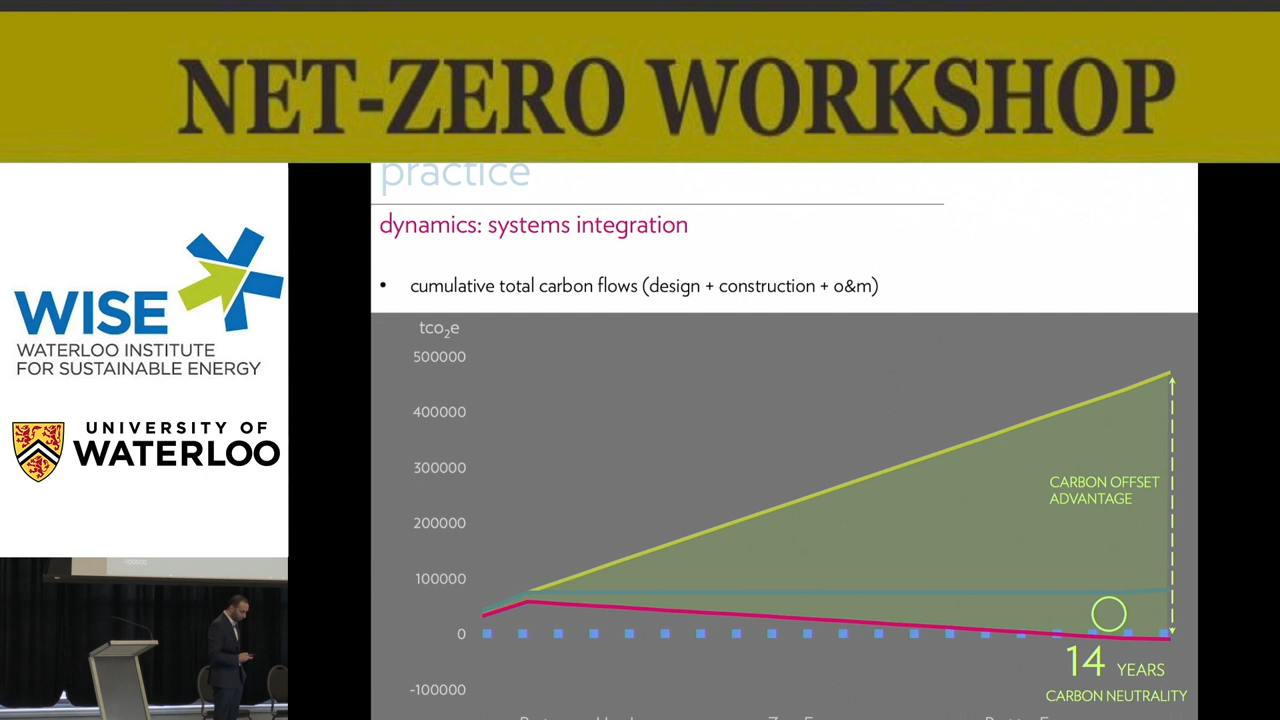 NET-ZERO WORKSHOP
practice
dynamics: systems integration
• cumulative total carbon flows (design + construction + o&m)
tco₂e
500000
400000
300000
200000
100000
0
-100000
CARBON OFFSET
ADVANTAGE
14 YEARS
CARBON NEUTRALITY
WISE
WATERLOO INSTITUTE
FOR SUSTAINABLE ENERGY
UNIVERSITY OF
WATERLOO